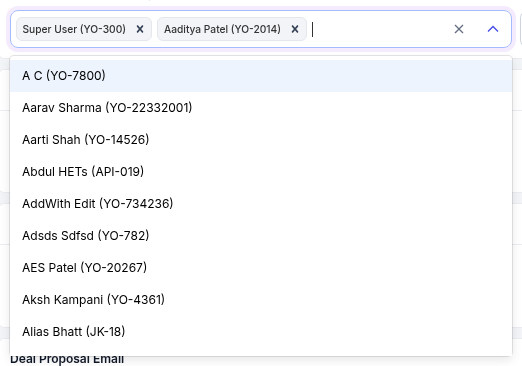 Super User (YO-300) Aaditya Patel (YO-2014)
A C (YO-7800)
Aarav Sharma (YO-22332001)
Aarti Shah (YO-14526)
Abdul HETs (API-019)
AddWith Edit (YO-734236)
Adsds Sdfsd (YO-782)
AES Patel (YO-20267)
Aksh Kampani (YO-4361)
Alias Bhatt (JK-18)
Deal Proposal Email